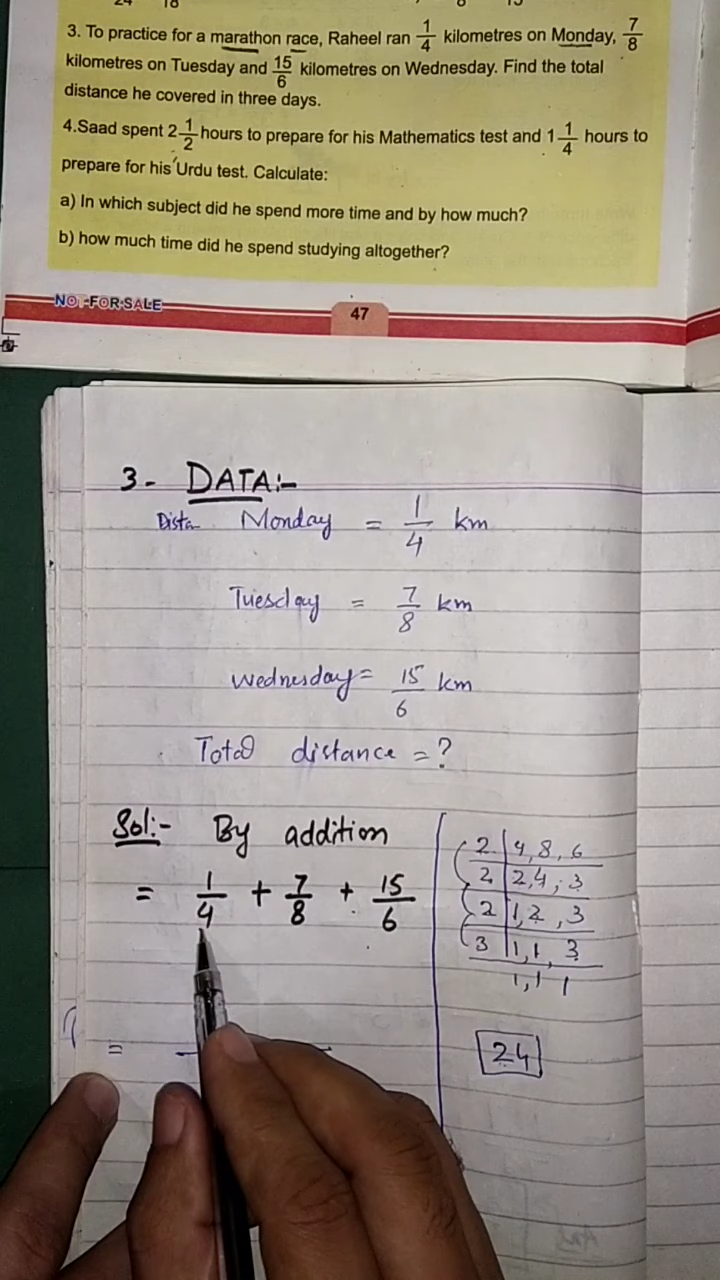 24 18 8 15
3. To practice for a marathon race, Raheel ran 1/4 kilometres on Monday, 7/8
kilometres on Tuesday and 15/6 kilometres on Wednesday. Find the total
distance he covered in three days.
4.Saad spent 2 1/2 hours to prepare for his Mathematics test and 1 1/4 hours to
prepare for his Urdu test. Calculate:
a) In which subject did he spend more time and by how much?
b) how much time did he spend studying altogether?
NOT FOR SALE
47
3- DATA:-
Dista Monday = 1/4 km
Tuesday = 7/8 km
Wednesday = 15/6 km
Total distance = ?
Sol:- By addition
= 1/4 + 7/8 + 15/6
=
2 | 4, 8, 6
2 | 2, 4, 3
2 | 1, 2, 3
3 | 1, 1, 3
1, 1, 1
24